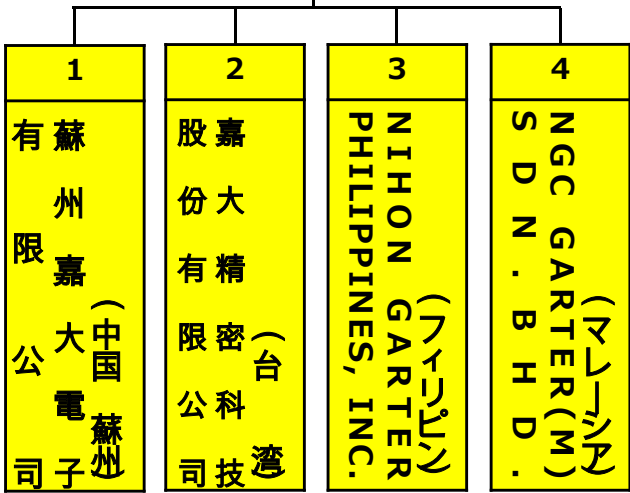 1
蘇州嘉大電子
有限公司
(中国 蘇州)
2
嘉大精密科技
股份有限公司
(台湾)
3
NIHON GARTER
PHILIPPINES, INC.
(フィリピン)
4
NGC GARTER(M)
SDN.BHD.
(マレーシア)